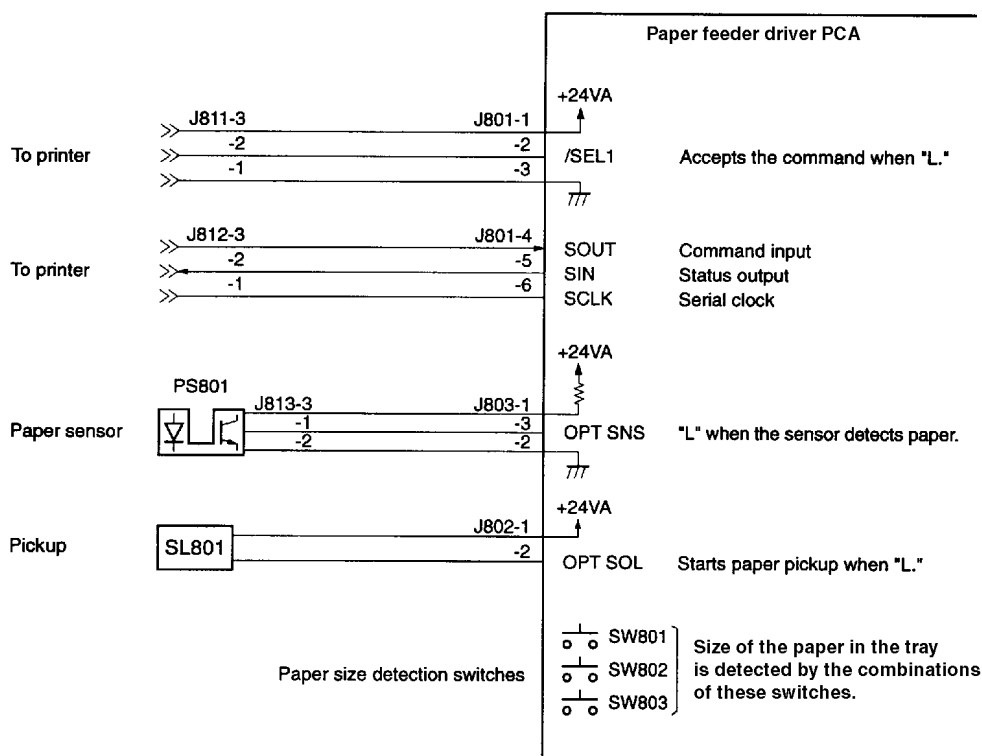 Paper feeder driver PCA
+24VA
J811-3 J801-1
To printer -2 -2 /SEL1 Accepts the command when "L."
-1 -3
J812-3 J801-4 SOUT Command input
To printer -2 -5 SIN Status output
-1 -6 SCLK Serial clock
+24VA
PS801
J813-3 J803-1
Paper sensor -1 -3 OPT SNS "L" when the sensor detects paper.
-2 -2
+24VA
J802-1
Pickup SL801
-2 OPT SOL Starts paper pickup when "L."
SW801 Size of the paper in the tray
Paper size detection switches SW802 is detected by the combinations
SW803 of these switches.